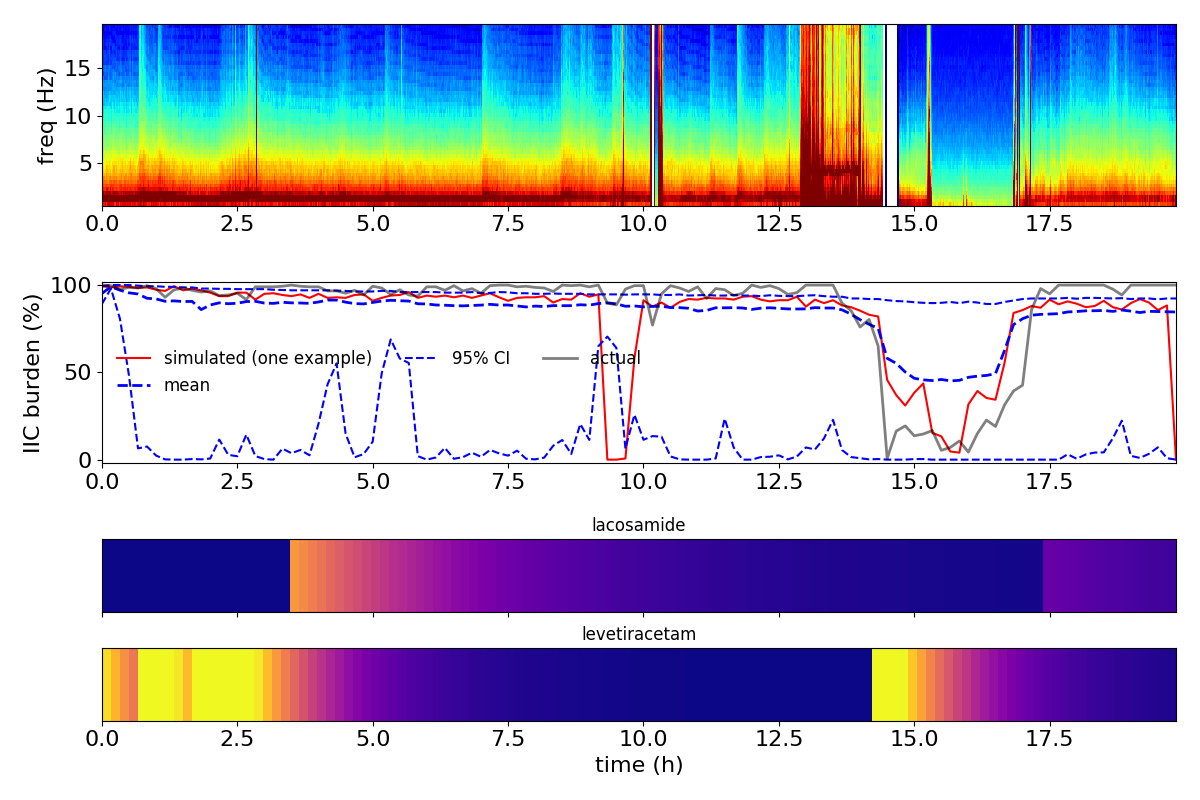 freq (Hz)
15
10
5
0.0 2.5 5.0 7.5 10.0 12.5 15.0 17.5
IIC burden (%)
100
50
0
simulated (one example) 95% CI actual
mean
0.0 2.5 5.0 7.5 10.0 12.5 15.0 17.5
lacosamide
levetiracetam
0.0 2.5 5.0 7.5 10.0 12.5 15.0 17.5
time (h)